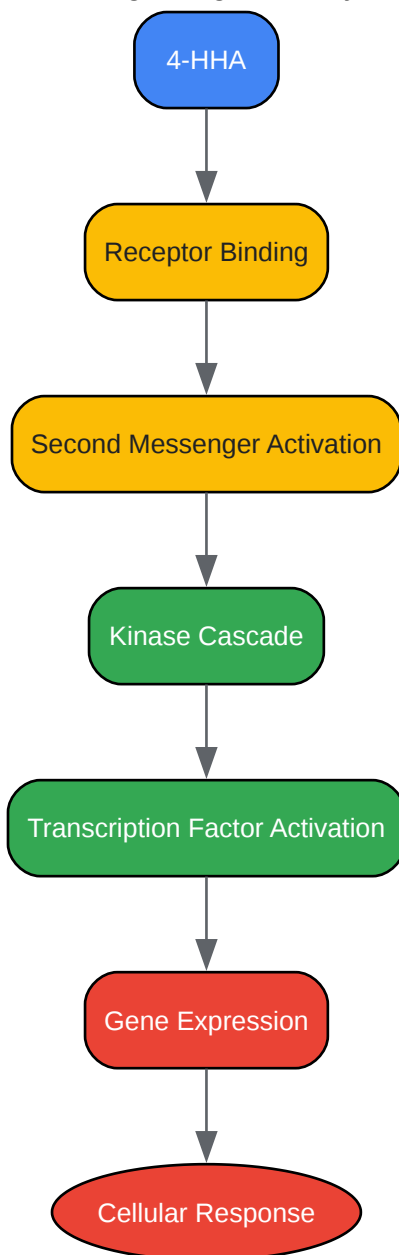 4-HHA
Receptor Binding
Second Messenger Activation
Kinase Cascade
Transcription Factor Activation
Gene Expression
Cellular Response